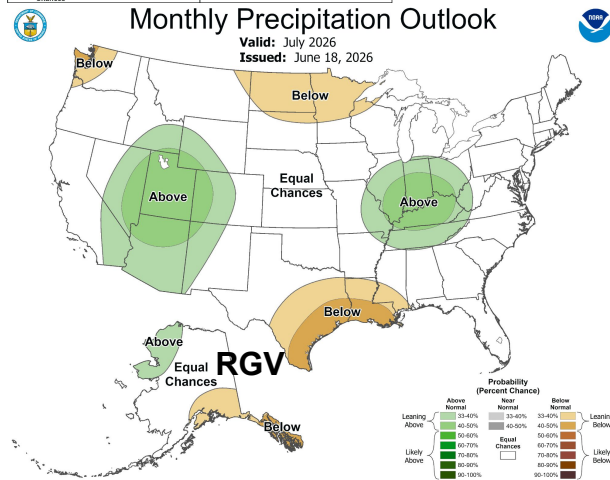 Chances
Monthly Precipitation Outlook
Valid: July 2026
Issued: June 18, 2026
NOAA
Below
Below
Above
Equal
Chances
Above
Below
Above
Equal
Chances
RGV
Below
Probability
(Percent Chance)
Above Normal
Near Normal
Below Normal
Leaning Above
33-40% 33-40% 33-40%
40-50% 40-50% 40-50%
Leaning Below
Equal Chances
Likely Above
50-60% 50-60%
60-70% 60-70%
70-80% 70-80%
80-90% 80-90%
90-100% 90-100%
Likely Below